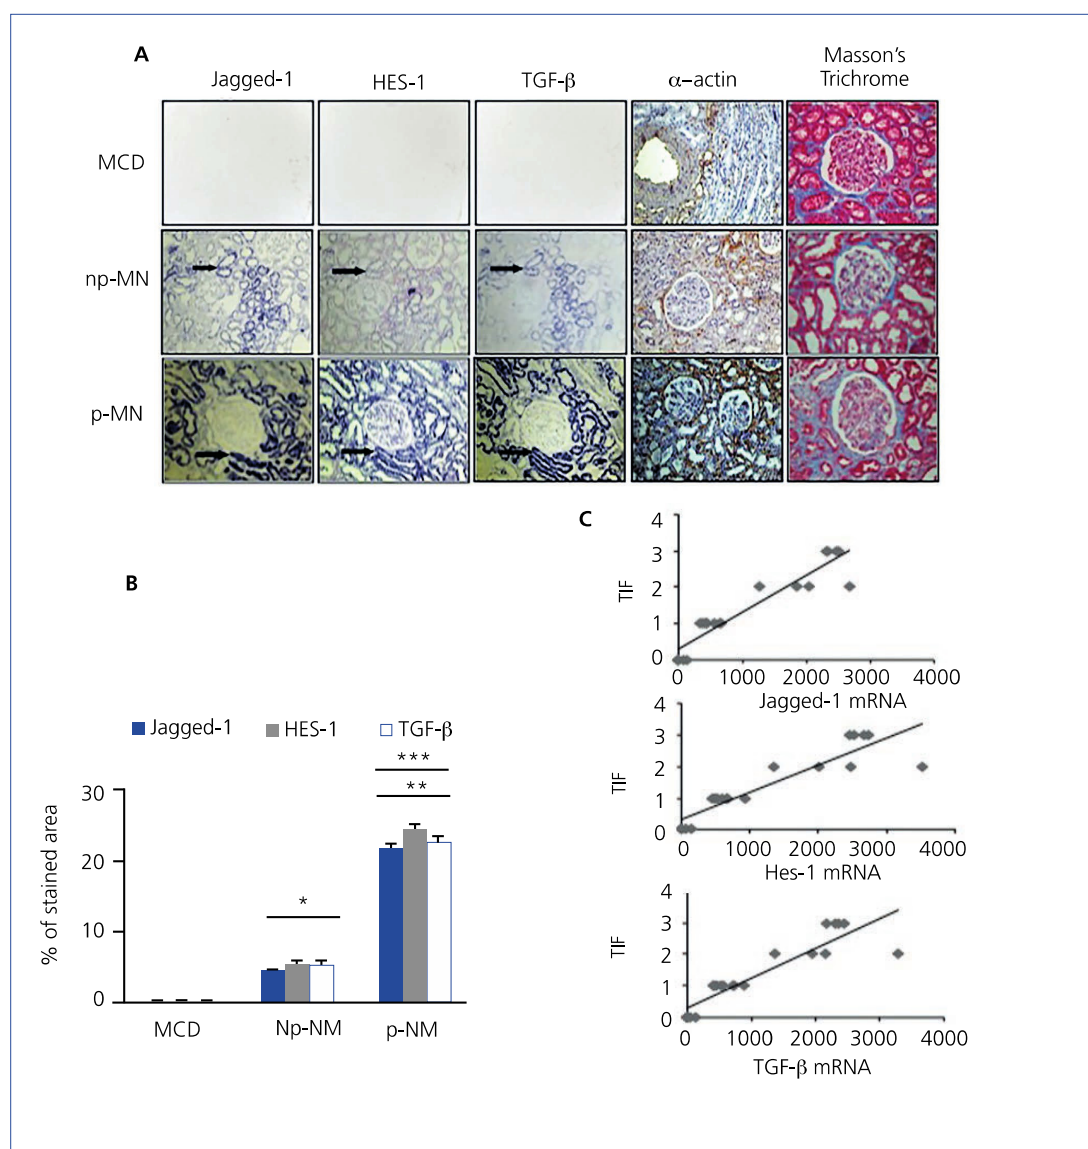 A
Jagged-1
HES-1
TGF-β
α–actin
Masson's
Trichrome
MCD
np-MN
p-MN
B
Jagged-1 HES-1 TGF-β
***
**
*
% of stained area
30
20
10
0
MCD Np-NM p-NM
C
TIF
4
3
2
1
0
0 1000 2000 3000 4000
Jagged-1 mRNA
TIF
4
3
2
1
0
0 1000 2000 3000 4000
Hes-1 mRNA
TIF
4
3
2
1
0
0 1000 2000 3000 4000
TGF-β mRNA